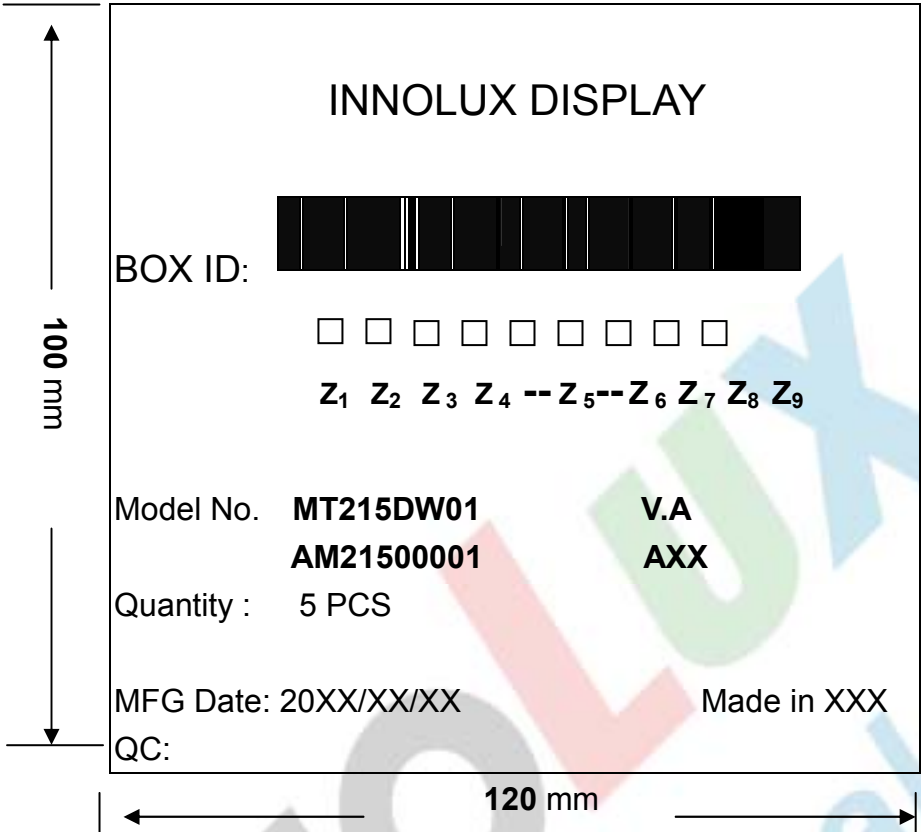 INNOLUX DISPLAY
BOX ID:
□ □ □ □ □ □ □ □ □
Z1 Z2 Z3 Z4 -- Z5-- Z6 Z7 Z8 Z9
100 mm
Model No. MT215DW01 V.A
AM21500001 AXX
Quantity : 5 PCS
MFG Date: 20XX/XX/XX Made in XXX
QC:
120 mm
OLUX